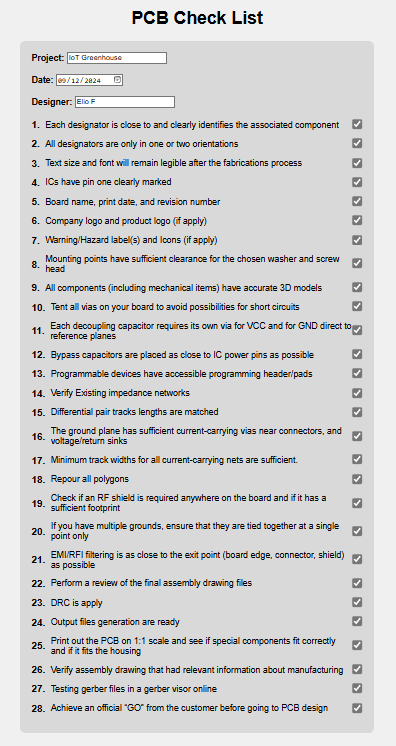 PCB Check List
Project: IoT Greenhouse
Date: 09/12/2024
Designer: Elio F
1. Each designator is close to and clearly identifies the associated component
2. All designators are only in one or two orientations
3. Text size and font will remain legible after the fabrications process
4. ICs have pin one clearly marked
5. Board name, print date, and revision number
6. Company logo and product logo (if apply)
7. Warning/Hazard label(s) and Icons (if apply)
8. Mounting points have sufficient clearance for the chosen washer and screw
head
9. All components (including mechanical items) have accurate 3D models
10. Tent all vias on your board to avoid possibilities for short circuits
11. Each decoupling capacitor requires its own via for VCC and for GND direct to
reference planes
12. Bypass capacitors are placed as close to IC power pins as possible
13. Programmable devices have accessible programming header/pads
14. Verify Existing impedance networks
15. Differential pair tracks lengths are matched
16. The ground plane has sufficient current-carrying vias near connectors, and
voltage/return sinks
17. Minimum track widths for all current-carrying nets are sufficient.
18. Repour all polygons
19. Check if an RF shield is required anywhere on the board and if it has a
sufficient footprint
20. If you have multiple grounds, ensure that they are tied together at a single
point only
21. EMI/RFI filtering is as close to the exit point (board edge, connector, shield)
as possible
22. Perform a review of the final assembly drawing files
23. DRC is apply
24. Output files generation are ready
25. Print out the PCB on 1:1 scale and see if special components fit correctly
and if it fits the housing
26. Verify assembly drawing that had relevant information about manufacturing
27. Testing gerber files in a gerber visor online
28. Achieve an official “GO” from the customer before going to PCB design